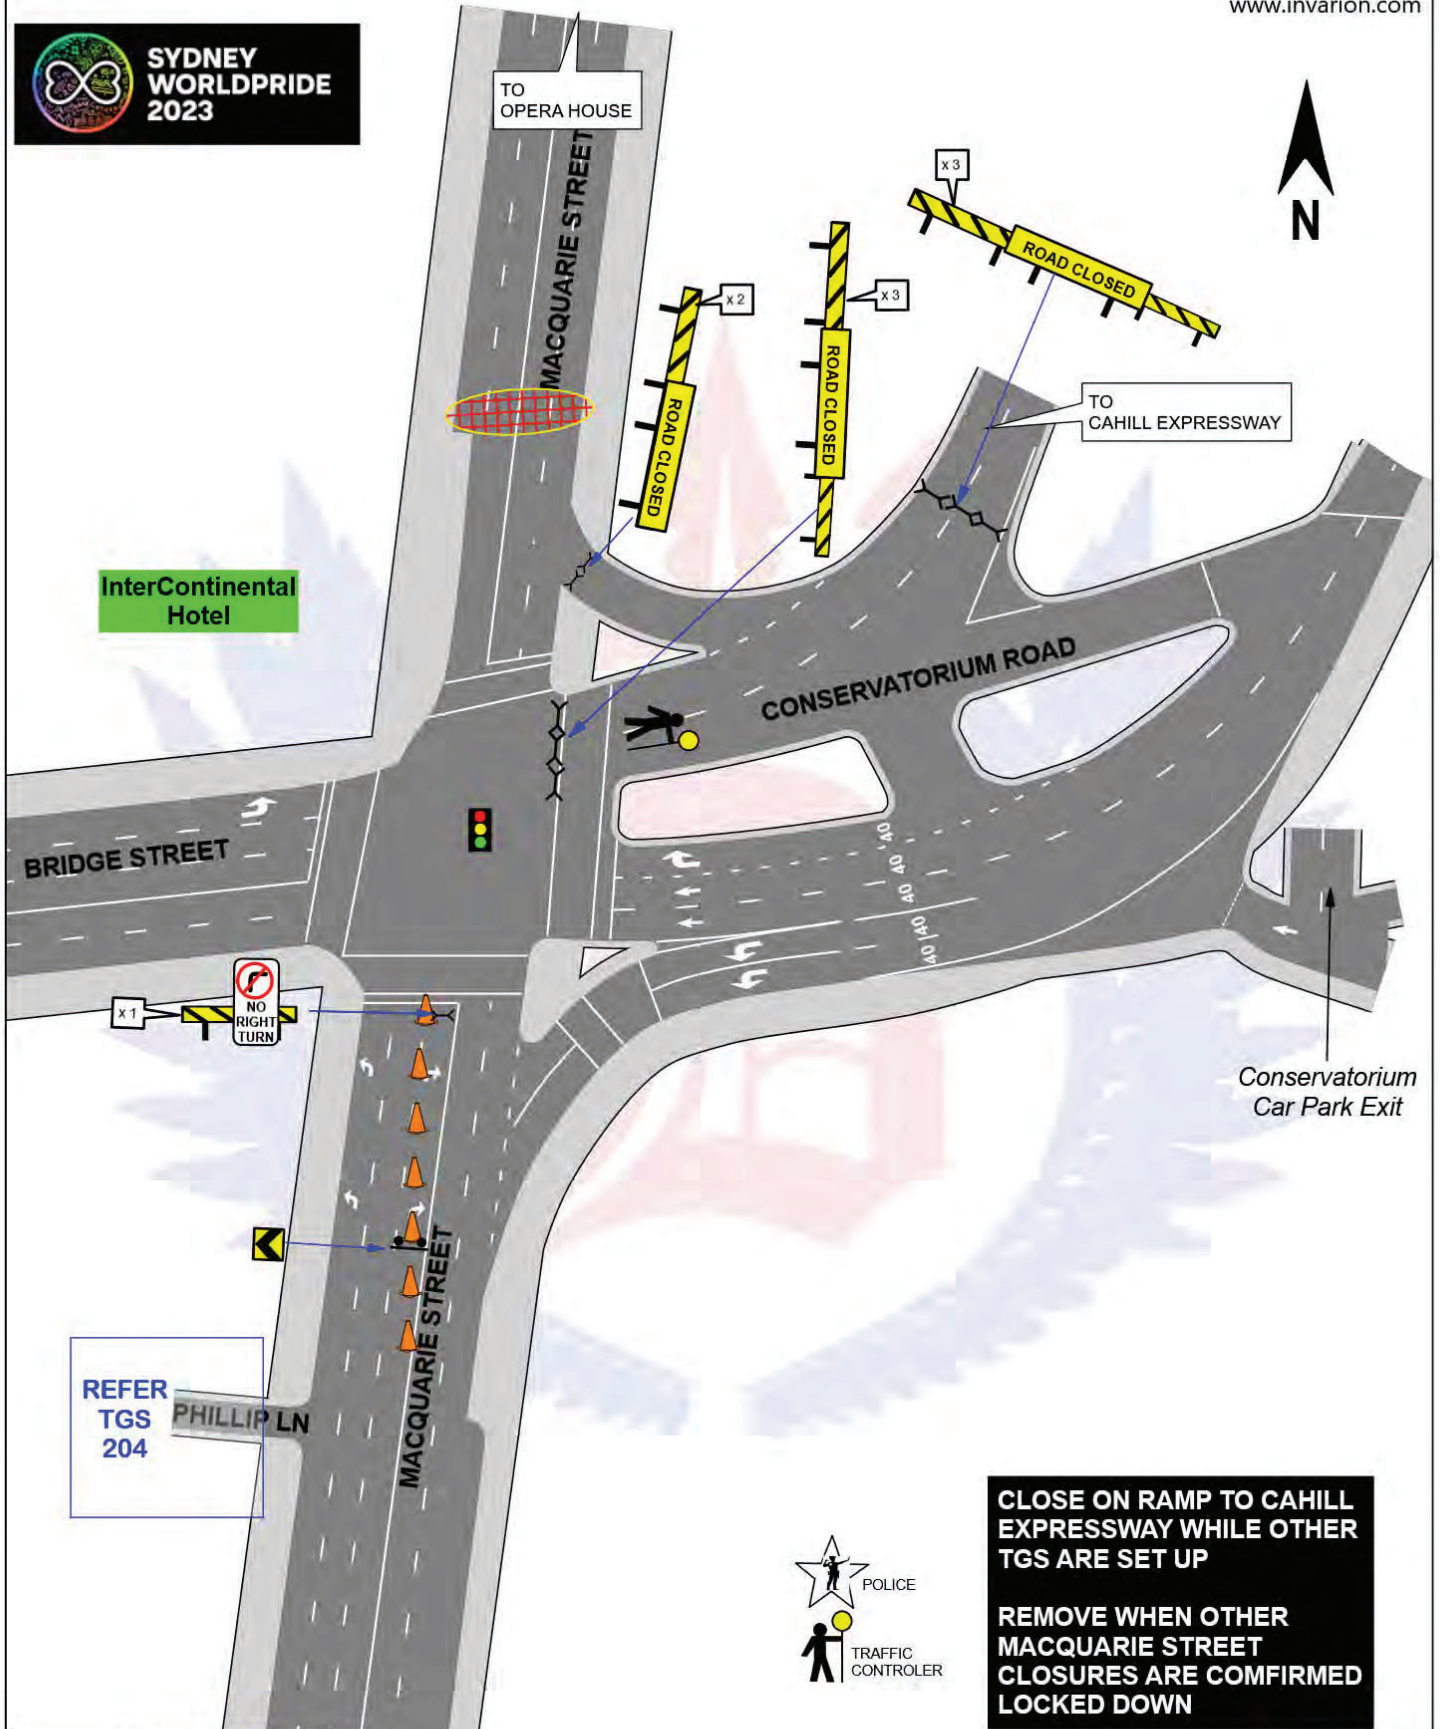 www.invarion.com
SYDNEY
WORLDPRIDE
2023
TO
OPERA HOUSE
MACQUARIE STREET
x 3
ROAD CLOSED
x 2
x 3
ROAD CLOSED
ROAD CLOSED
N
TO
CAHILL EXPRESSWAY
InterContinental
Hotel
CONSERVATORIUM ROAD
BRIDGE STREET
40
40
40
40
40
x 1
NO
RIGHT
TURN
Conservatorium
Car Park Exit
MACQUARIE STREET
REFER
TGS
204
PHILLIP LN
POLICE
TRAFFIC
CONTROLER
CLOSE ON RAMP TO CAHILL
EXPRESSWAY WHILE OTHER
TGS ARE SET UP
REMOVE WHEN OTHER
MACQUARIE STREET
CLOSURES ARE COMFIRMED
LOCKED DOWN